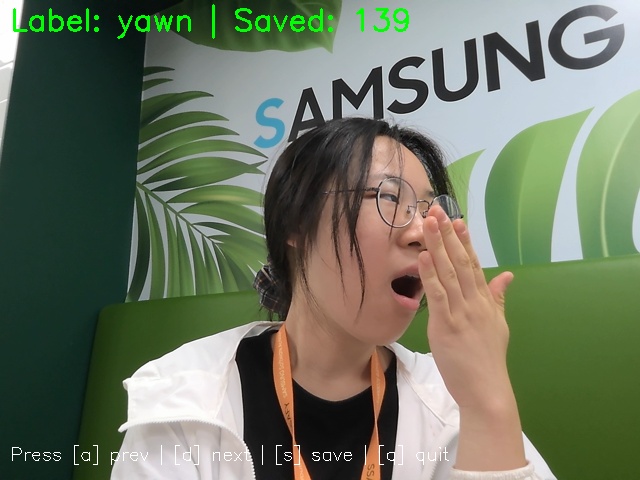 Label: yawn | Saved: 139
SAMSUNG
Press [a] prev | [d] next | [s] save | [q] quit